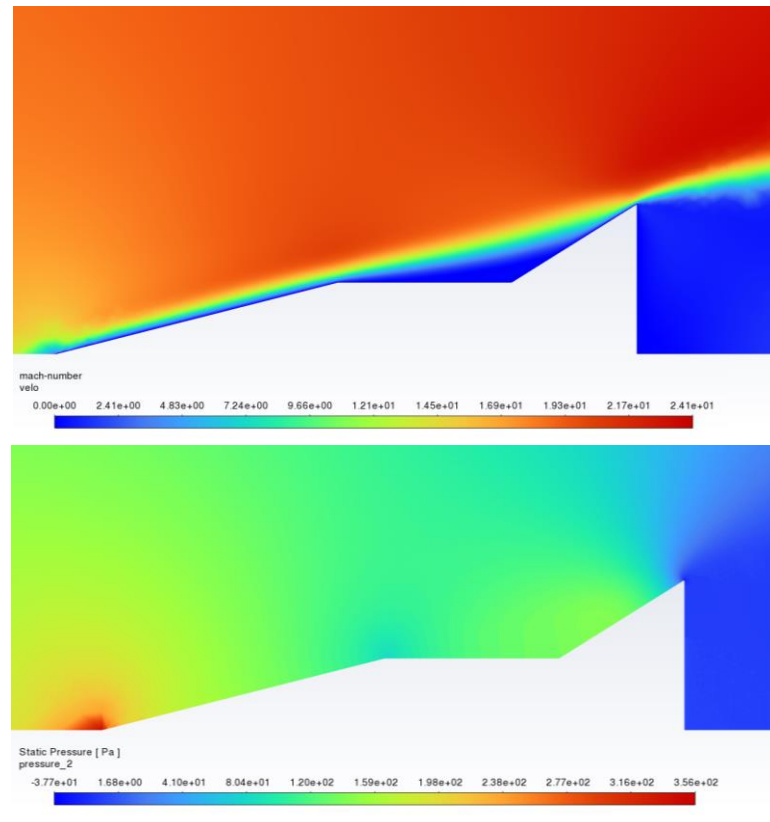 mach-number
velo
0.00e+00 2.41e+00 4.83e+00 7.24e+00 9.66e+00 1.21e+01 1.45e+01 1.69e+01 1.93e+01 2.17e+01 2.41e+01
Static Pressure [ Pa ]
pressure_2
-3.77e+01 1.68e+00 4.10e+01 8.04e+01 1.20e+02 1.59e+02 1.98e+02 2.38e+02 2.77e+02 3.16e+02 3.56e+02